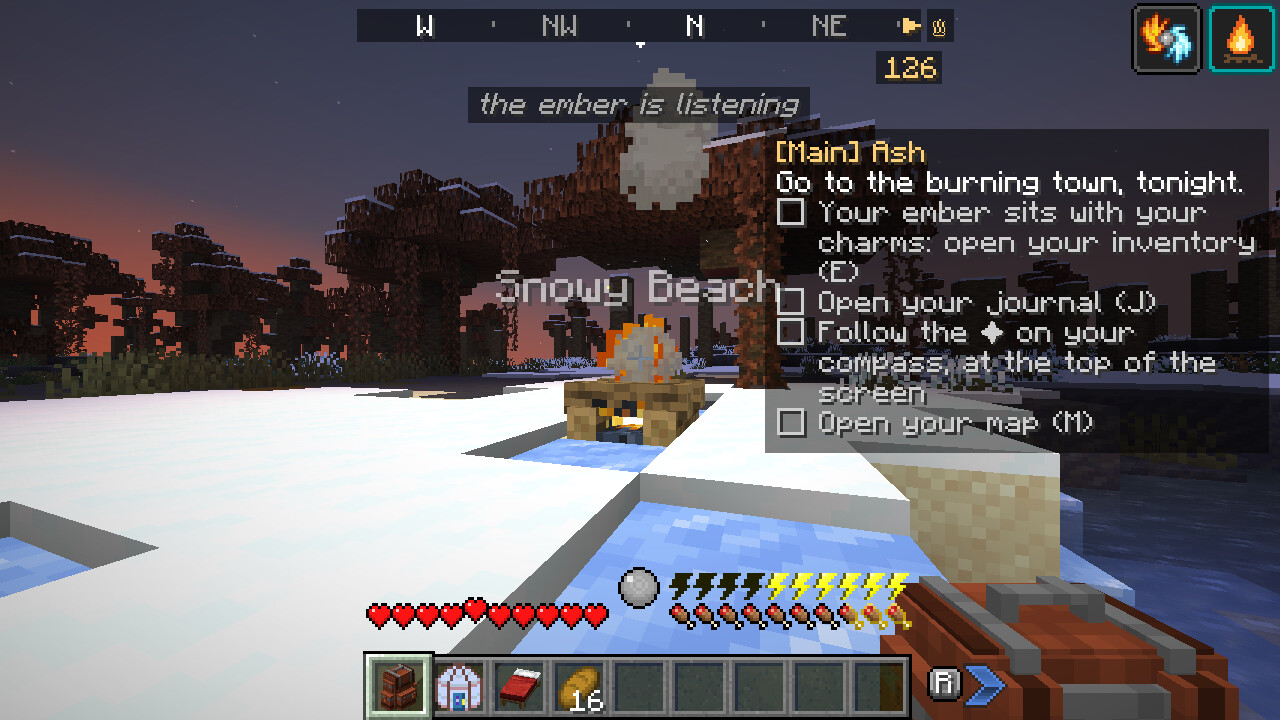 W NW N NE
126
the ember is listening
[Main] Ash
Go to the burning town, tonight.
Your ember sits with your
charms: open your inventory
(E)
Snowy Beach
Open your journal (J)
Follow the ✦ on your
compass, at the top of the
screen
Open your map (M)
16
R